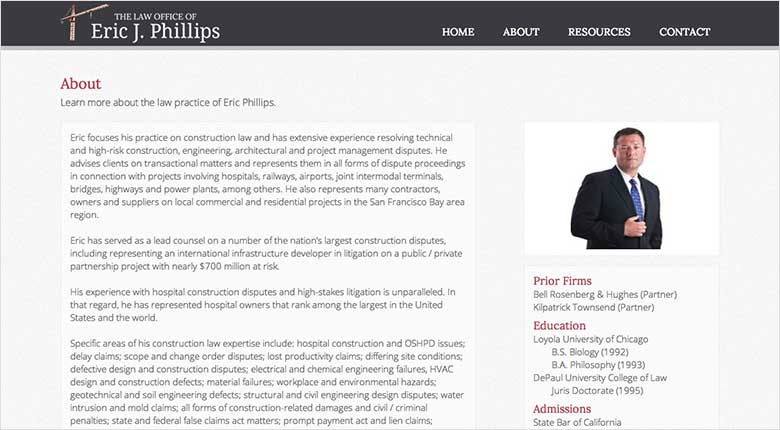 THE LAW OFFICE OF
Eric J. Phillips
HOME ABOUT RESOURCES CONTACT
About
Learn more about the law practice of Eric Phillips.
Eric focuses his practice on construction law and has extensive experience resolving technical
and high-risk construction, engineering, architectural and project management disputes. He
advises clients on transactional matters and represents them in all forms of dispute proceedings
in connection with projects involving hospitals, railways, airports, joint intermodal terminals,
bridges, highways and power plants, among others. He also represents many contractors,
owners and suppliers on local commercial and residential projects in the San Francisco Bay area
region.
Eric has served as a lead counsel on a number of the nation's largest construction disputes,
including representing an international infrastructure developer in litigation on a public / private
partnership project with nearly $700 million at risk.
His experience with hospital construction disputes and high-stakes litigation is unparalleled. In
that regard, he has represented hospital owners that rank among the largest in the United
States and the world.
Specific areas of his construction law expertise include: hospital construction and OSHPD issues;
delay claims; scope and change order disputes; lost productivity claims; differing site conditions;
defective design and construction disputes; electrical and chemical engineering failures, HVAC
design and construction defects; material failures; workplace and environmental hazards;
geotechnical and soil engineering defects; structural and civil engineering design disputes; water
intrusion and mold claims; all forms of construction-related damages and civil / criminal
penalties; state and federal false claims act matters; prompt payment act and lien claims;
Prior Firms
Bell Rosenberg & Hughes (Partner)
Kilpatrick Townsend (Partner)
Education
Loyola University of Chicago
B.S. Biology (1992)
B.A. Philosophy (1993)
DePaul University College of Law
Juris Doctorate (1995)
Admissions
State Bar of California